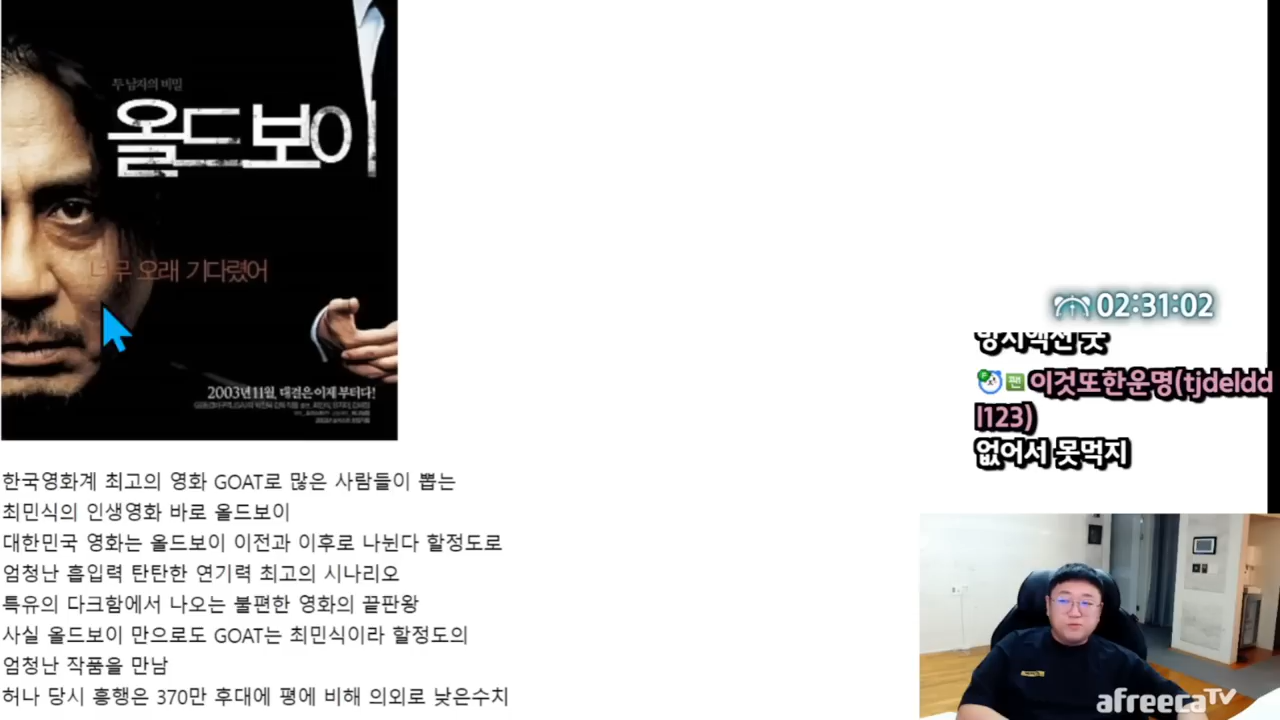 두 남자의 비밀
올드보이
너무 오래 기다렸어
2003년 11월, 대결은 이제부터다!
한국영화계 최고의 영화 GOAT로 많은 사람들이 뽑는
최민식의 인생영화 바로 올드보이
대한민국 영화는 올드보이 이전과 이후로 나뉜다 할정도로
엄청난 흡입력 탄탄한 연기력 최고의 시나리오
특유의 다크함에서 나오는 불편한 영화의 끝판왕
사실 올드보이 만으로도 GOAT는 최민식이라 할정도의
엄청난 작품을 만남
허나 당시 흥행은 370만 후대에 평에 비해 의외로 낮은수치
02:31:02
팬 이것또한운명(tjdeldd
l123)
없어서 못먹지
afreecaTV